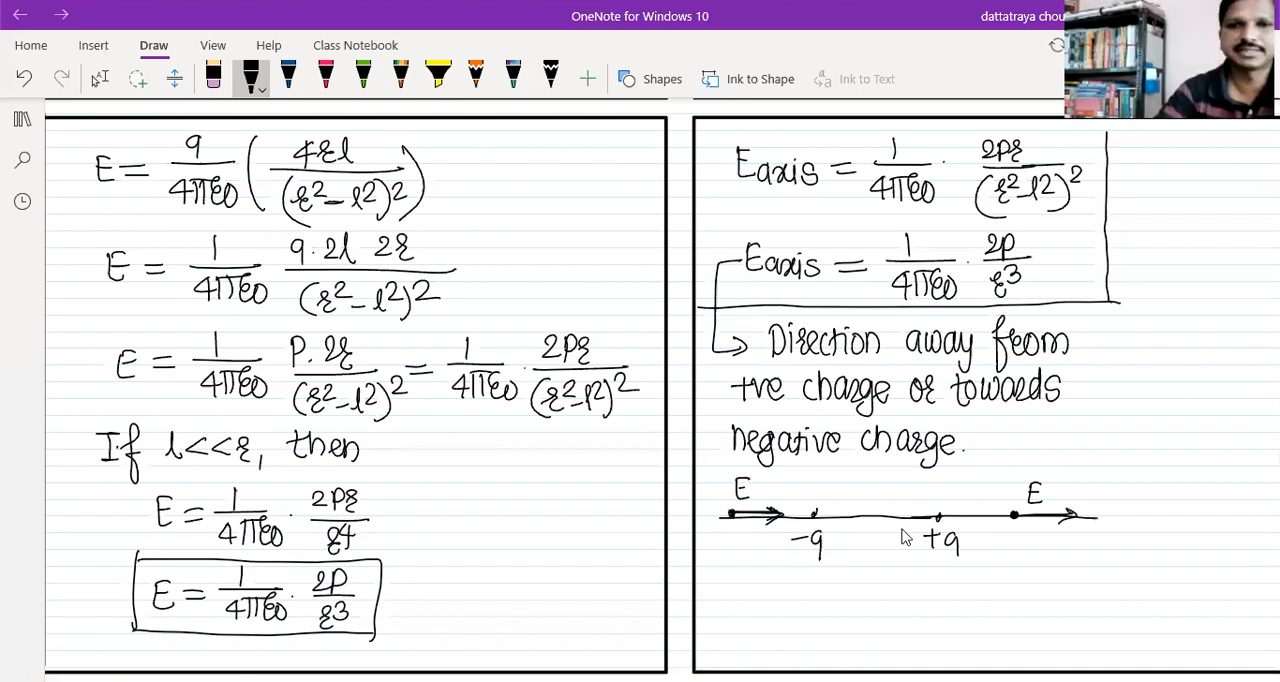 OneNote for Windows 10
dattatraya chou
Home Insert Draw View Help Class Notebook
Shapes Ink to Shape Ink to Text
E = q/4πε0 (4rl/(r²-l²)²)
E = 1/4πε0 q.2l 2r/(r²-l²)²
E = 1/4πε0 P.2r/(r²-l²)² = 1/4πε0 . 2Pr/(r²-l²)²
If l<<r, then
E = 1/4πε0 . 2Pr/r4
E = 1/4πε0 . 2P/r3
Eaxis = 1/4πε0 . 2Pr/(r²-l²)²
Eaxis = 1/4πε0 . 2P/r3
Direction away from
+ve charge or towards
negative charge.
E E
-q +q